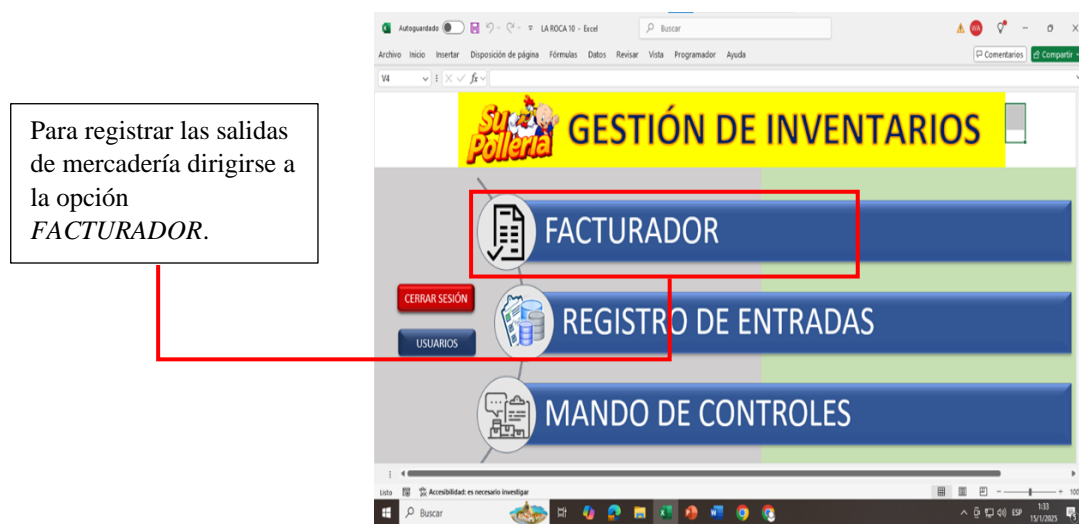 Autoguardado
LA ROCA 10 - Excel
Buscar
WA
Archivo Inicio Insertar Disposición de página Fórmulas Datos Revisar Vista Programador Ayuda
Comentarios
Compartir
V4
fx
Para registrar las salidas
de mercadería dirigirse a
la opción
FACTURADOR.
Su
Pollería
GESTIÓN DE INVENTARIOS
FACTURADOR
CERRAR SESIÓN
REGISTRO DE ENTRADAS
USUARIOS
MANDO DE CONTROLES
Listo
Accesibilidad: es necesario investigar
100
Buscar
ESP
1:33
15/1/2025